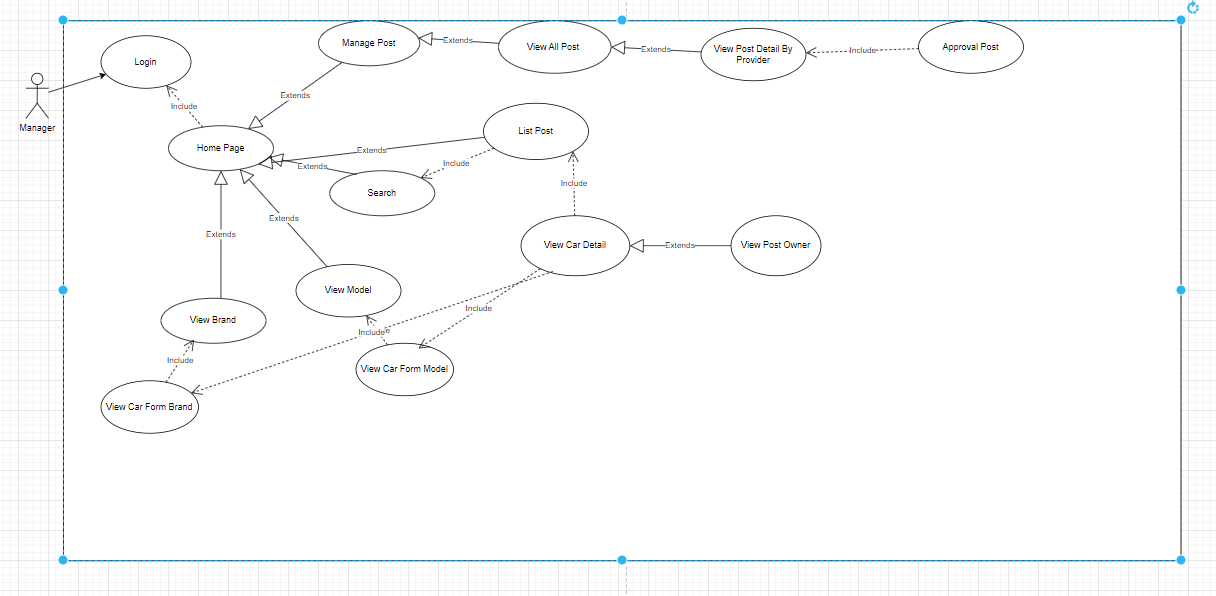 Manage Post
Extends
View All Post
Extends
View Post Detail By
Provider
Include
Approval Post
Login
Manager
Include
Extends
Home Page
List Post
Extends
Extends
Include
Search
Include
Extends
Extends
View Car Detail
Extends
View Post Owner
View Model
Include
View Brand
Include
Include
View Car Form Model
View Car Form Brand